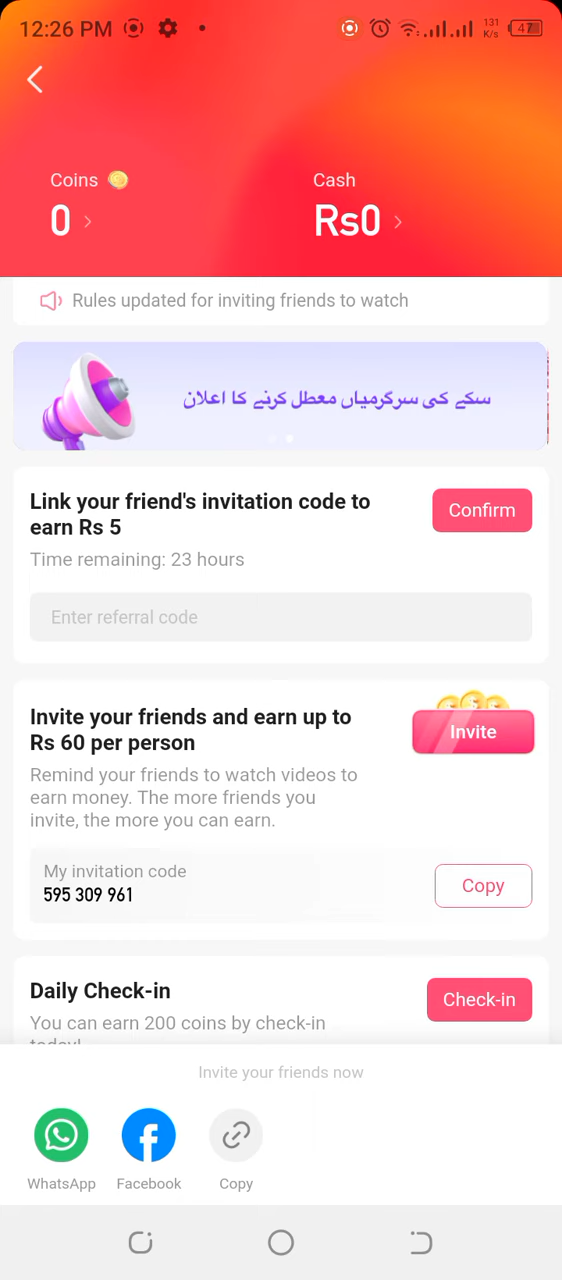 12:26 PM
131
K/s
47
Coins
Cash
0
Rs0
Rules updated for inviting friends to watch
سکے کی سرگرمیاں معطل کرنے کا اعلان
Link your friend's invitation code to
earn Rs 5
Confirm
Time remaining: 23 hours
Enter referral code
Invite your friends and earn up to
Rs 60 per person
Invite
Remind your friends to watch videos to
earn money. The more friends you
invite, the more you can earn.
My invitation code
595 309 961
Copy
Daily Check-in
Check-in
You can earn 200 coins by check-in
today!
Invite your friends now
WhatsApp
Facebook
Copy